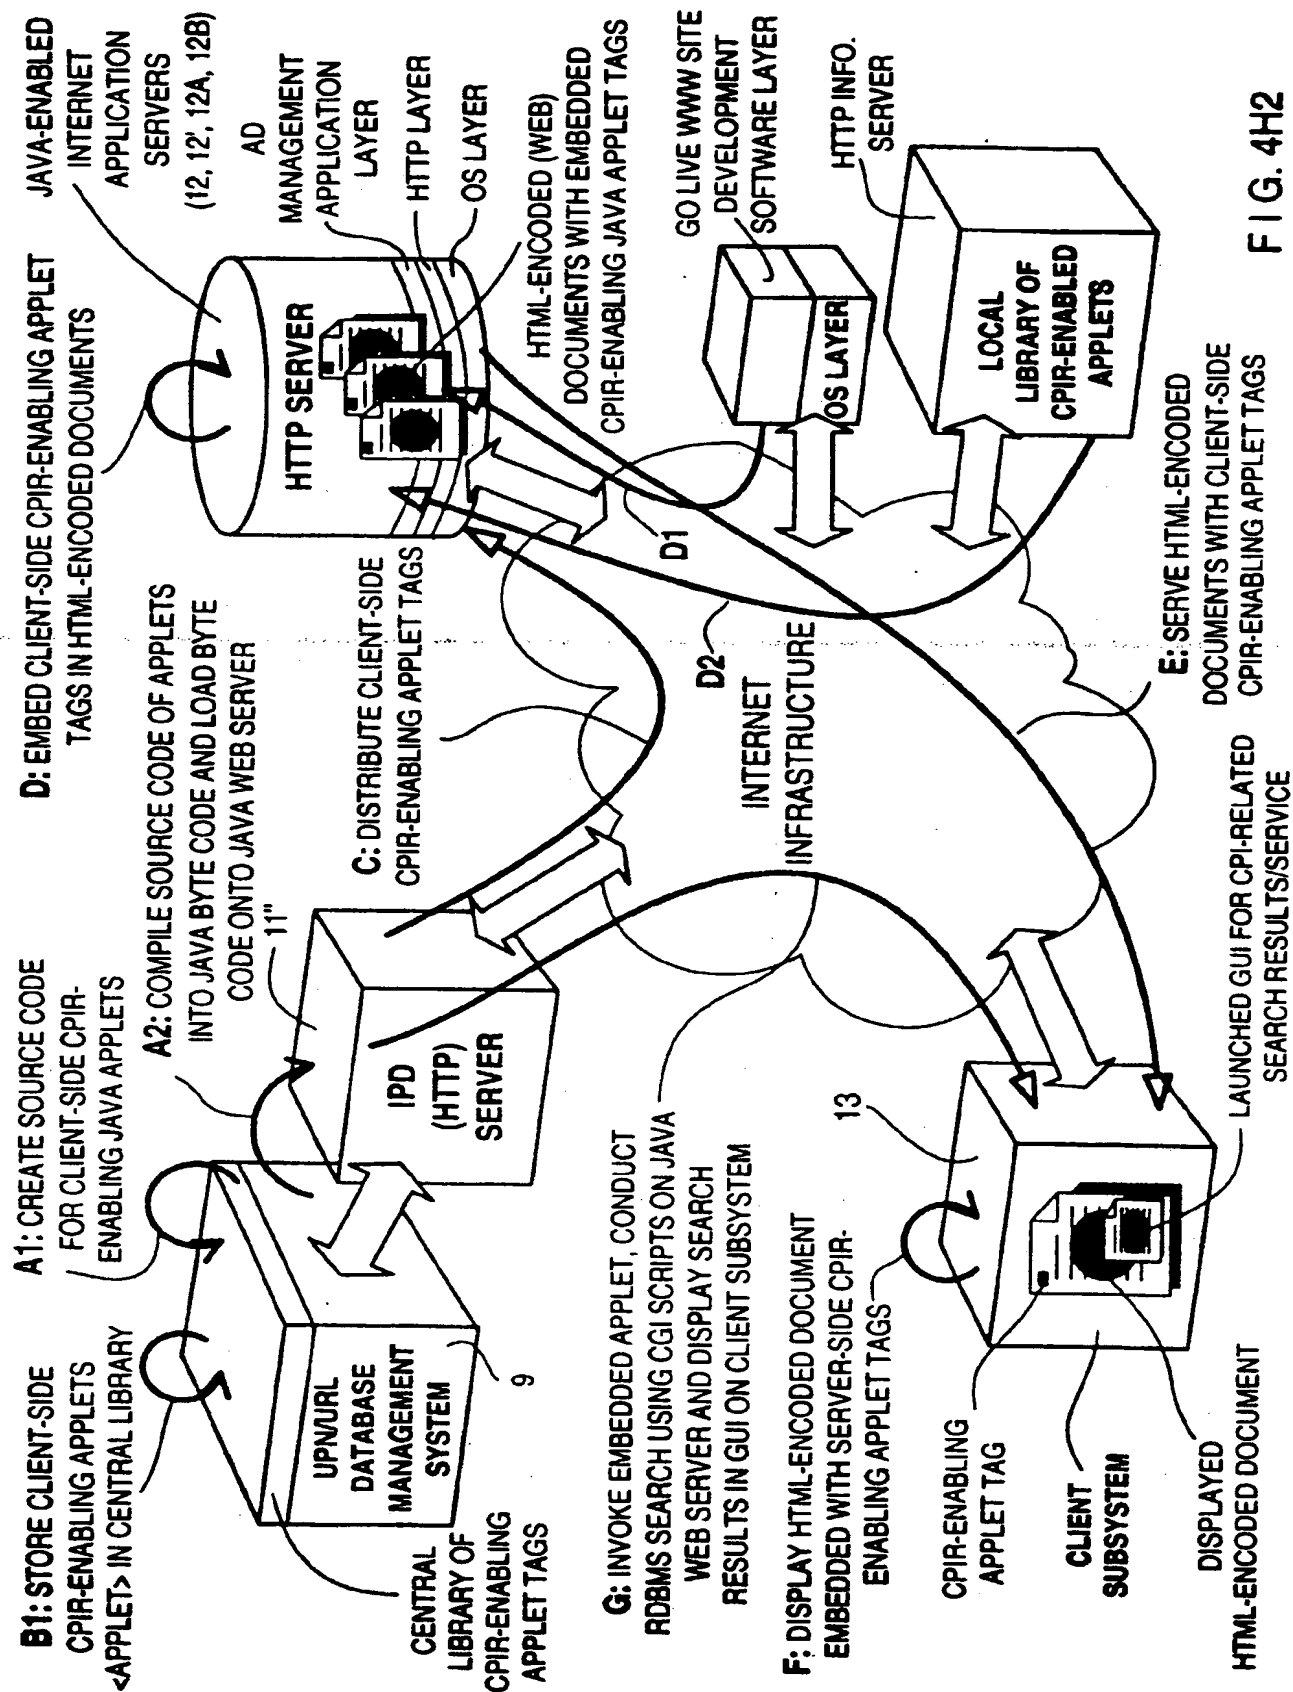 B1: STORE CLIENT-SIDE
CPIR-ENABLING APPLETS
<APPLET> IN CENTRAL LIBRARY
A1: CREATE SOURCE CODE
FOR CLIENT-SIDE CPIR-
ENABLING JAVA APPLETS
A2: COMPILE SOURCE CODE OF APPLETS
INTO JAVA BYTE CODE AND LOAD BYTE
CODE ONTO JAVA WEB SERVER
11"
D: EMBED CLIENT-SIDE CPIR-ENABLING APPLET
TAGS IN HTML-ENCODED DOCUMENTS
JAVA-ENABLED
INTERNET
APPLICATION
SERVERS
(12, 12', 12A, 12B)
AD
MANAGEMENT
APPLICATION
LAYER
HTTP LAYER
OS LAYER
HTTP SERVER
HTML-ENCODED (WEB)
DOCUMENTS WITH EMBEDDED
CPIR-ENABLING JAVA APPLET TAGS
UPN/URL
DATABASE
MANAGEMENT
SYSTEM
9
IPD
(HTTP)
SERVER
C: DISTRIBUTE CLIENT-SIDE
CPIR-ENABLING APPLET TAGS
CENTRAL
LIBRARY OF
CPIR-ENABLING
APPLET TAGS
D1
D2
GO LIVE WWW SITE
DEVELOPMENT
SOFTWARE LAYER
OS LAYER
INTERNET
INFRASTRUCTURE
HTTP INFO.
SERVER
LOCAL
LIBRARY OF
CPIR-ENABLED
APPLETS
G: INVOKE EMBEDDED APPLET, CONDUCT
RDBMS SEARCH USING CGI SCRIPTS ON JAVA
WEB SERVER AND DISPLAY SEARCH
RESULTS IN GUI ON CLIENT SUBSYSTEM
F: DISPLAY HTML-ENCODED DOCUMENT
EMBEDDED WITH SERVER-SIDE CPIR-
ENABLING APPLET TAGS
13
CPIR-ENABLING
APPLET TAG
CLIENT
SUBSYSTEM
DISPLAYED
HTML-ENCODED DOCUMENT
LAUNCHED GUI FOR CPI-RELATED
SEARCH RESULTS/SERVICE
E: SERVE HTML-ENCODED
DOCUMENTS WITH CLIENT-SIDE
CPIR-ENABLING APPLET TAGS
FIG. 4H2